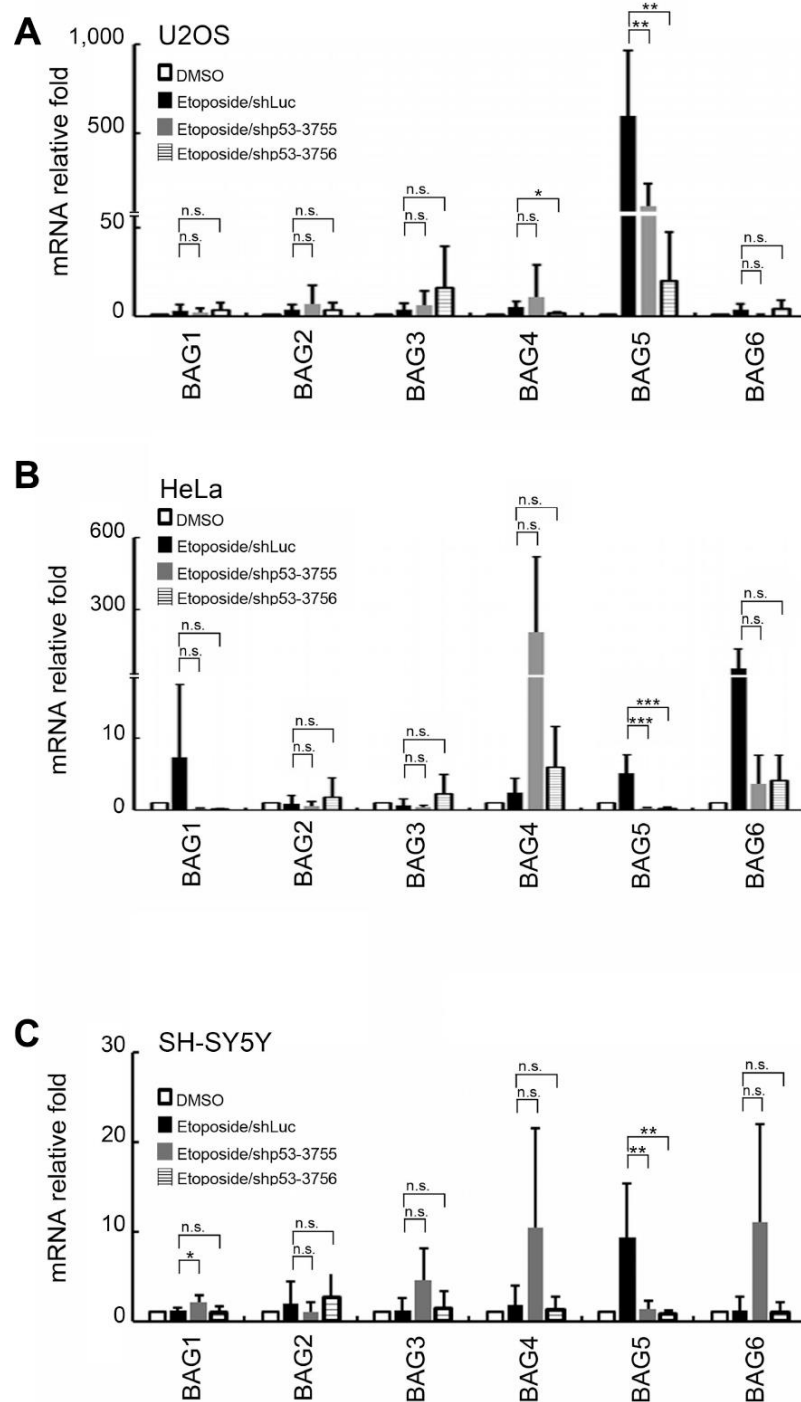 A
U2OS
1,000
500
50
0
mRNA relative fold
DMSO
Etoposide/shLuc
Etoposide/shp53-3755
Etoposide/shp53-3756
n.s.
n.s.
n.s.
n.s.
n.s.
n.s.
*
n.s.
**
**
n.s.
n.s.
BAG1
BAG2
BAG3
BAG4
BAG5
BAG6
B
HeLa
600
300
10
0
mRNA relative fold
DMSO
Etoposide/shLuc
Etoposide/shp53-3755
Etoposide/shp53-3756
n.s.
n.s.
n.s.
n.s.
n.s.
n.s.
n.s.
n.s.
***
***
n.s.
n.s.
BAG1
BAG2
BAG3
BAG4
BAG5
BAG6
C
SH-SY5Y
30
20
10
0
mRNA relative fold
DMSO
Etoposide/shLuc
Etoposide/shp53-3755
Etoposide/shp53-3756
n.s.
*
n.s.
n.s.
n.s.
n.s.
n.s.
n.s.
**
**
n.s.
n.s.
BAG1
BAG2
BAG3
BAG4
BAG5
BAG6